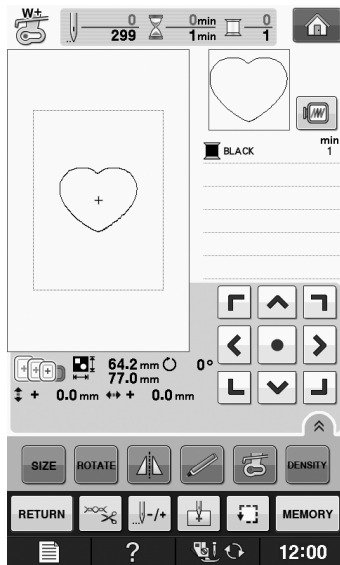 W+
0 0min 0
299 1min 1
min
BLACK 1
64.2 mm 0°
77.0 mm
+ 0.0 mm + 0.0 mm
SIZE ROTATE DENSITY
RETURN -/+ MEMORY
? 12:00